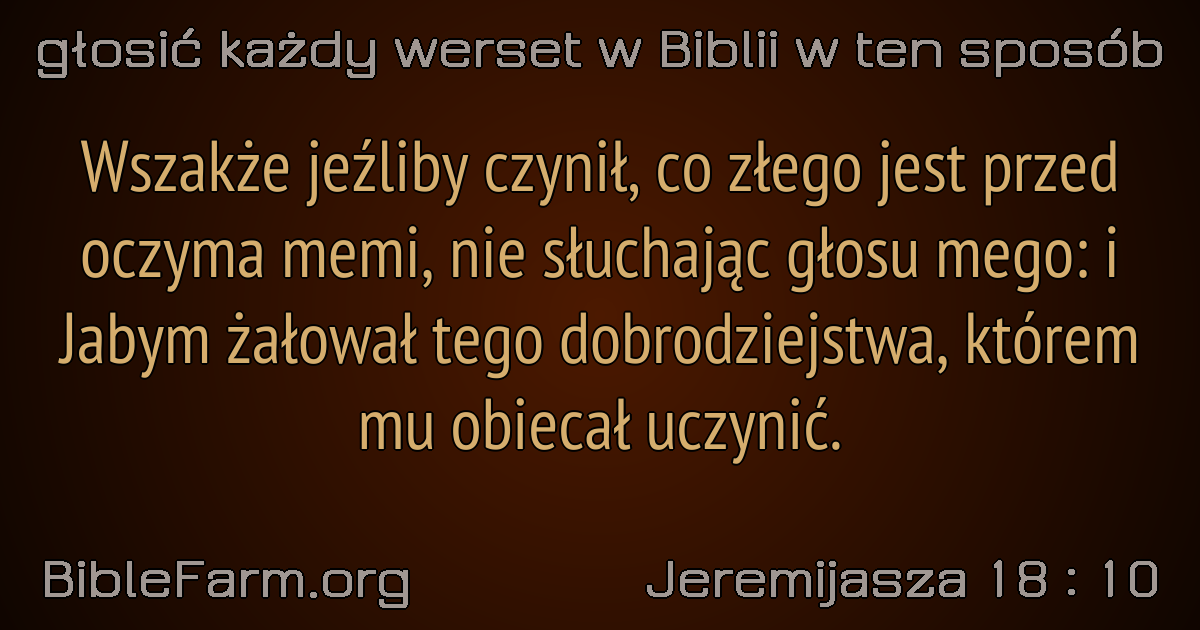 głosić każdy werset w Biblii w ten sposób
Wszakże jeźliby czynił, co złego jest przed
oczyma memi, nie słuchając głosu mego: i
Jabym żałował tego dobrodziejstwa, którem
mu obiecał uczynić.
BibleFarm.org
Jeremijasza 18 : 10